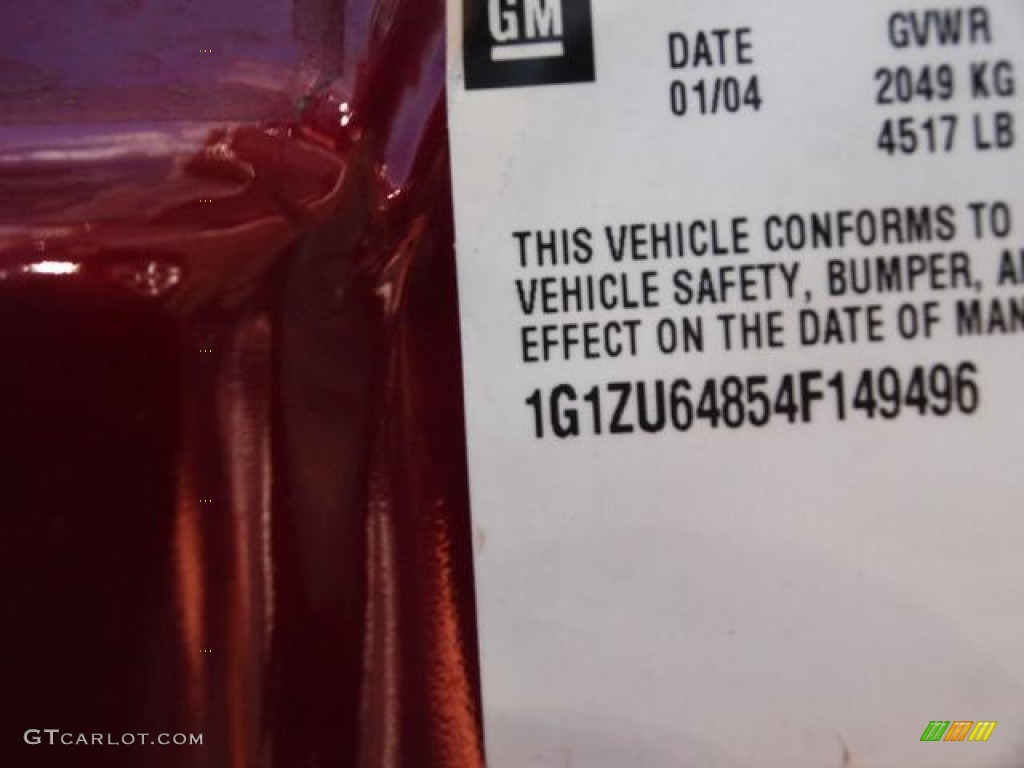 GM
DATE
01/04
GVWR
2049 KG
4517 LB
THIS VEHICLE CONFORMS TO
VEHICLE SAFETY, BUMPER,
EFFECT ON THE DATE OF
1G1ZU64854F149496
GTCARLOT.COM